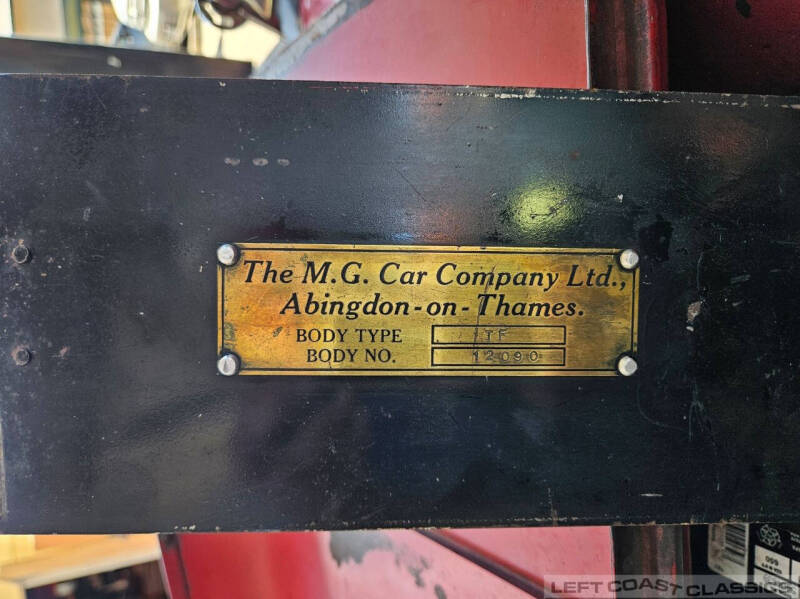 The M.G. Car Company Ltd.,
Abingdon-on-Thames.
BODY TYPE TF
BODY NO. 12090
LEFT COAST CLASSICS